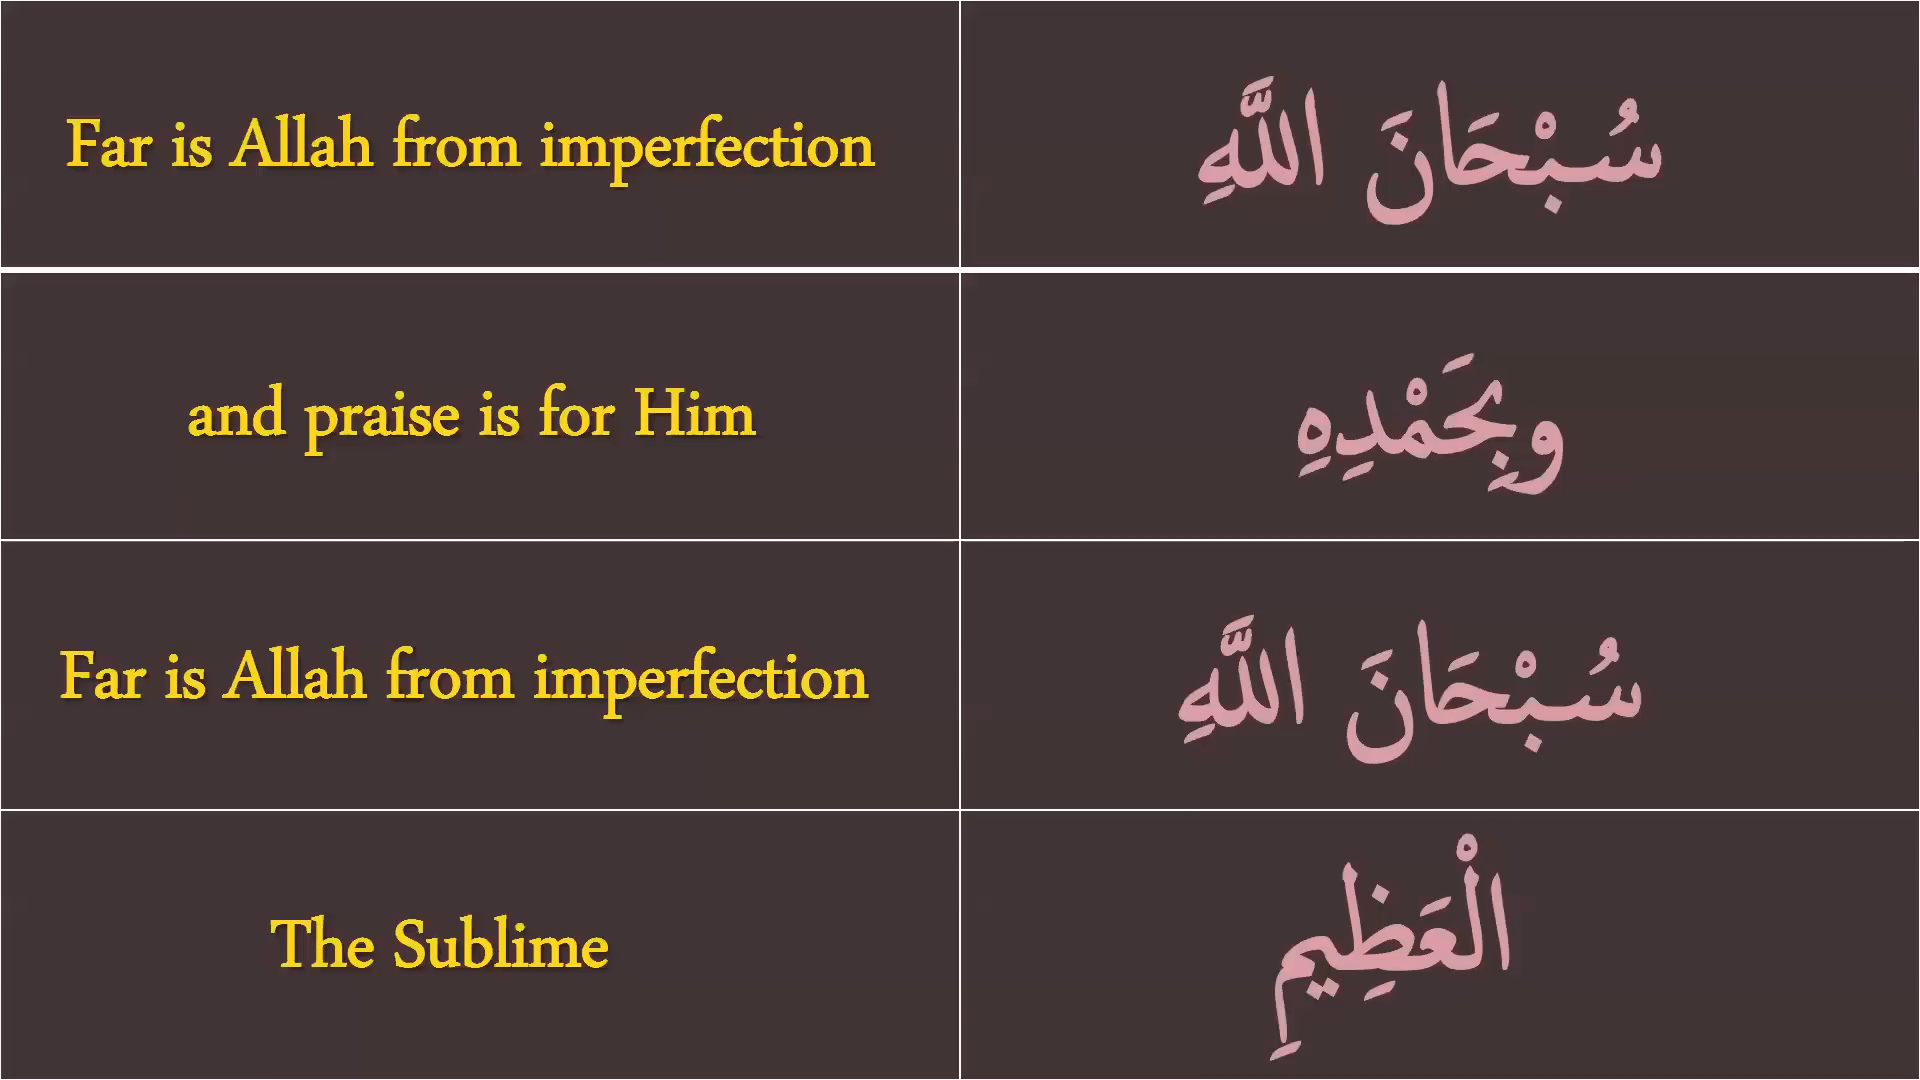 Far is Allah from imperfection
سُبْحَانَ اللَّهِ
and praise is for Him
وبِحَمْدِهِ
Far is Allah from imperfection
سُبْحَانَ اللَّهِ
The Sublime
الْعَظِيمِ